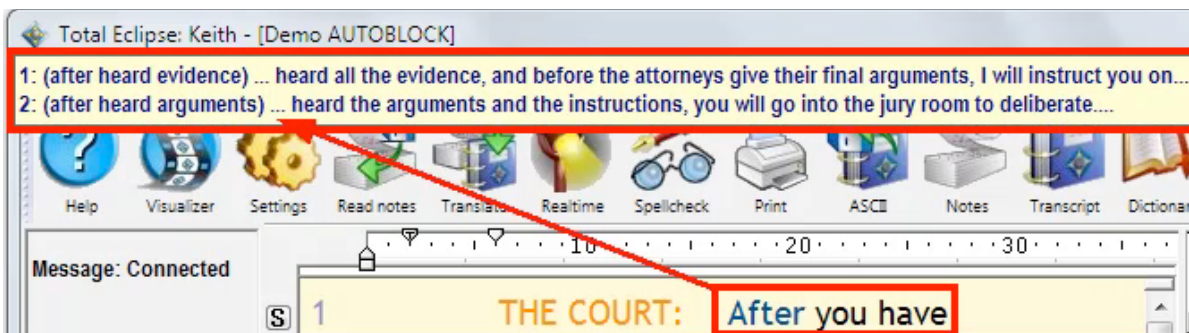 Total Eclipse: Keith - [Demo AUTOBLOCK]
1: (after heard evidence) ... heard all the evidence, and before the attorneys give their final arguments, I will instruct you on...
2: (after heard arguments) ... heard the arguments and the instructions, you will go into the jury room to deliberate....
Help Visualizer Settings Read notes Translate Realtime Spellcheck Print ASCII Notes Transcript Dictionar
10 20 30
Message: Connected
S 1 THE COURT: After you have